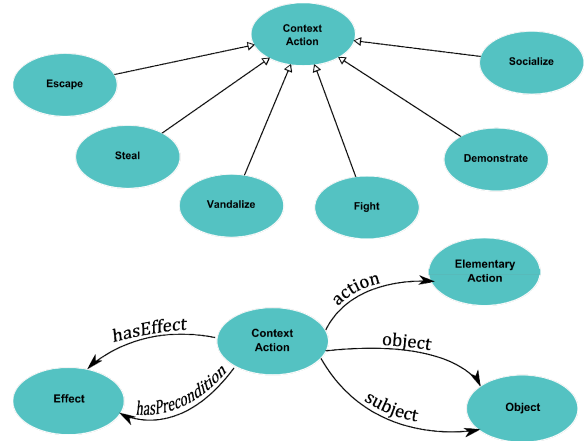 Context
Action
Socialize
Escape
Steal
Demonstrate
Vandalize
Fight
Elementary
Action
action
hasEffect
Context
Action
object
hasPrecondition
subject
Effect
Object